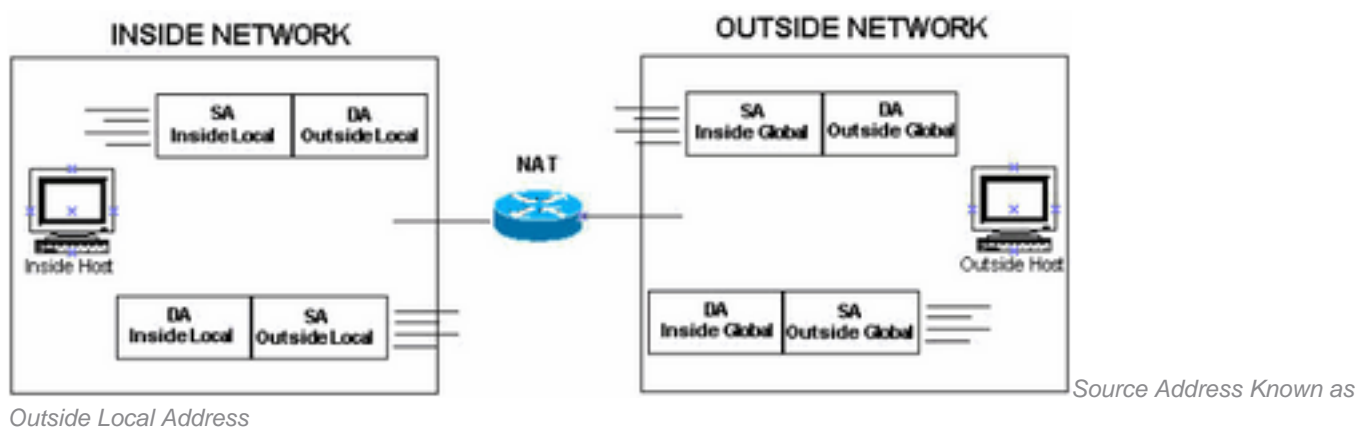 INSIDE NETWORK
OUTSIDE NETWORK
SA
Inside Local
DA
Outside Local
SA
Inside Global
DA
Outside Global
NAT
Inside Host
Outside Host
DA
Inside Local
SA
Outside Local
DA
Inside Global
SA
Outside Global
Source Address Known as
Outside Local Address